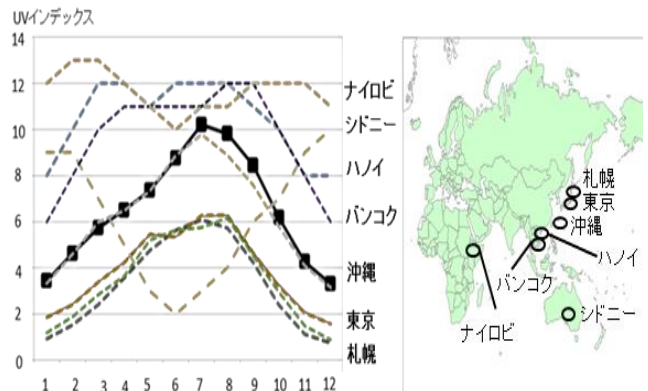 UVインデックス
14
12
10
8
6
4
2
0
1 2 3 4 5 6 7 8 9 10 11 12
ナイロビ
シドニー
ハノイ
バンコク
沖縄
東京
札幌
札幌
東京
沖縄
ハノイ
バンコク
シドニー
ナイロビ